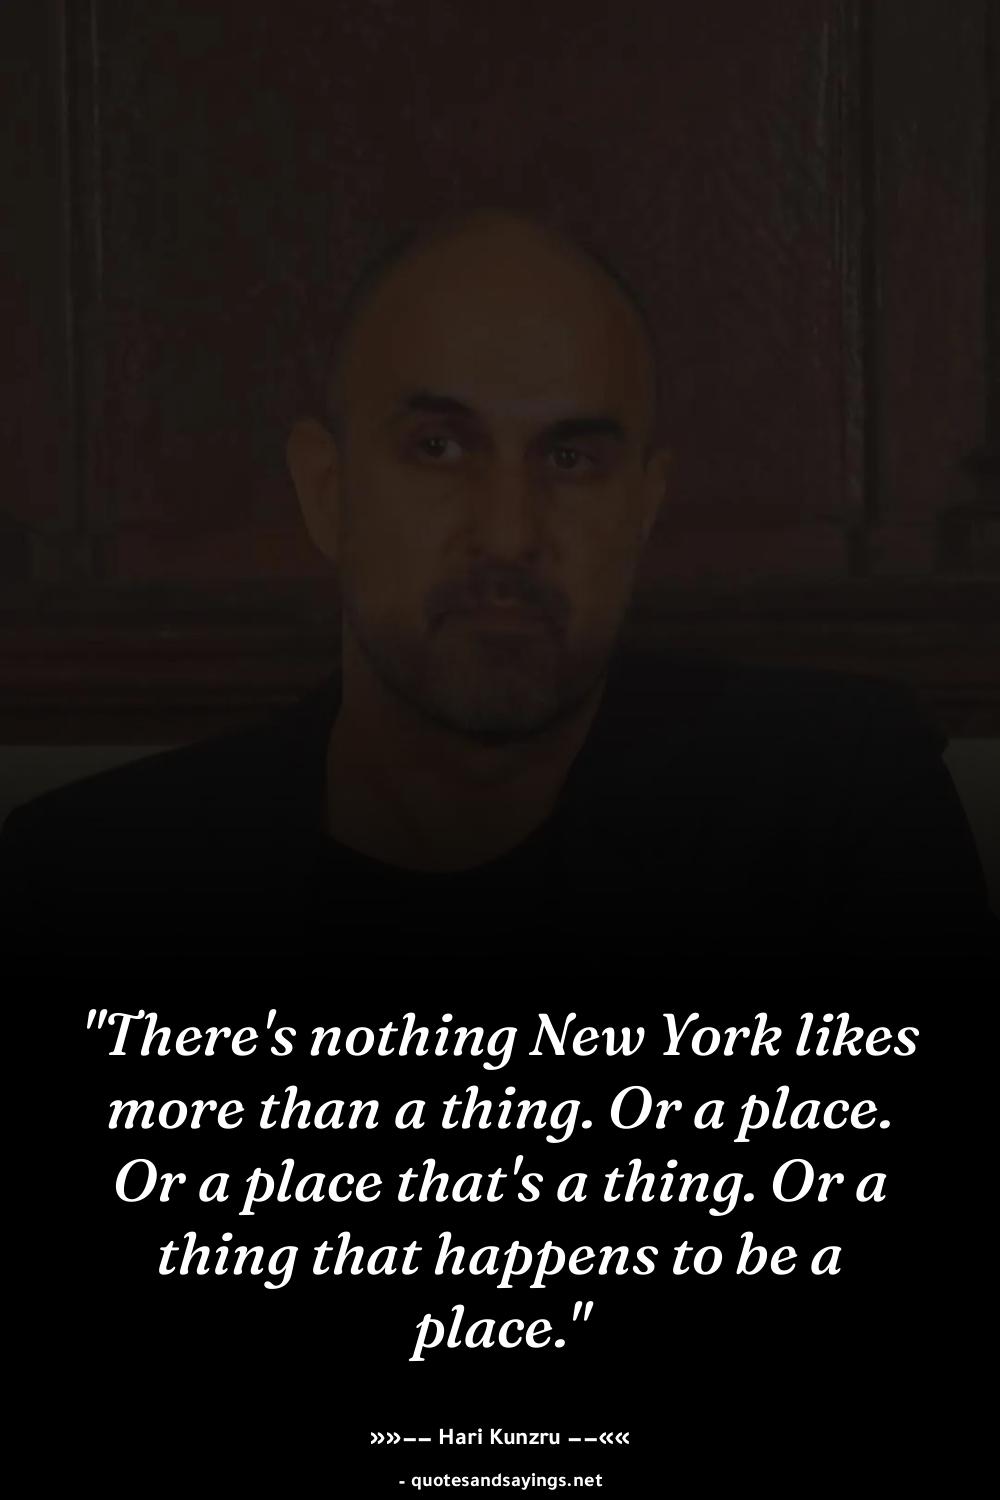 "There's nothing New York likes
more than a thing. Or a place.
Or a place that's a thing. Or a
thing that happens to be a
place."
»»−− Hari Kunzru −−««
- quotesandsayings.net